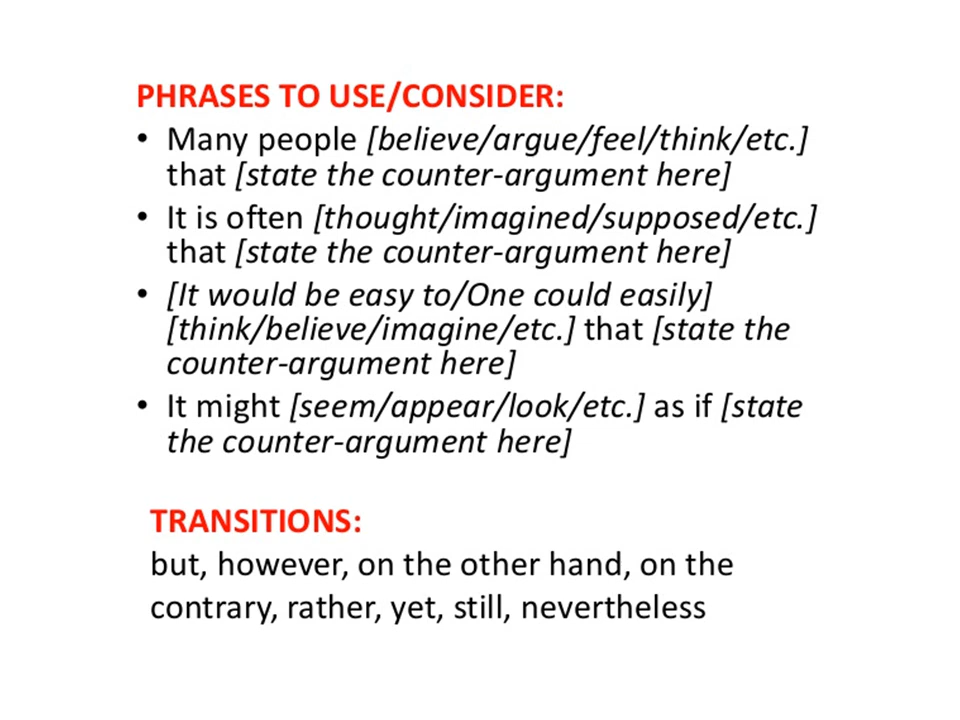 PHRASES TO USE/CONSIDER:
• Many people [believe/argue/feel/think/etc.]
that [state the counter-argument here]
• It is often [thought/imagined/supposed/etc.]
that [state the counter-argument here]
• [It would be easy to/One could easily]
[think/believe/imagine/etc.] that [state the
counter-argument here]
• It might [seem/appear/look/etc.] as if [state
the counter-argument here]
TRANSITIONS:
but, however, on the other hand, on the
contrary, rather, yet, still, nevertheless